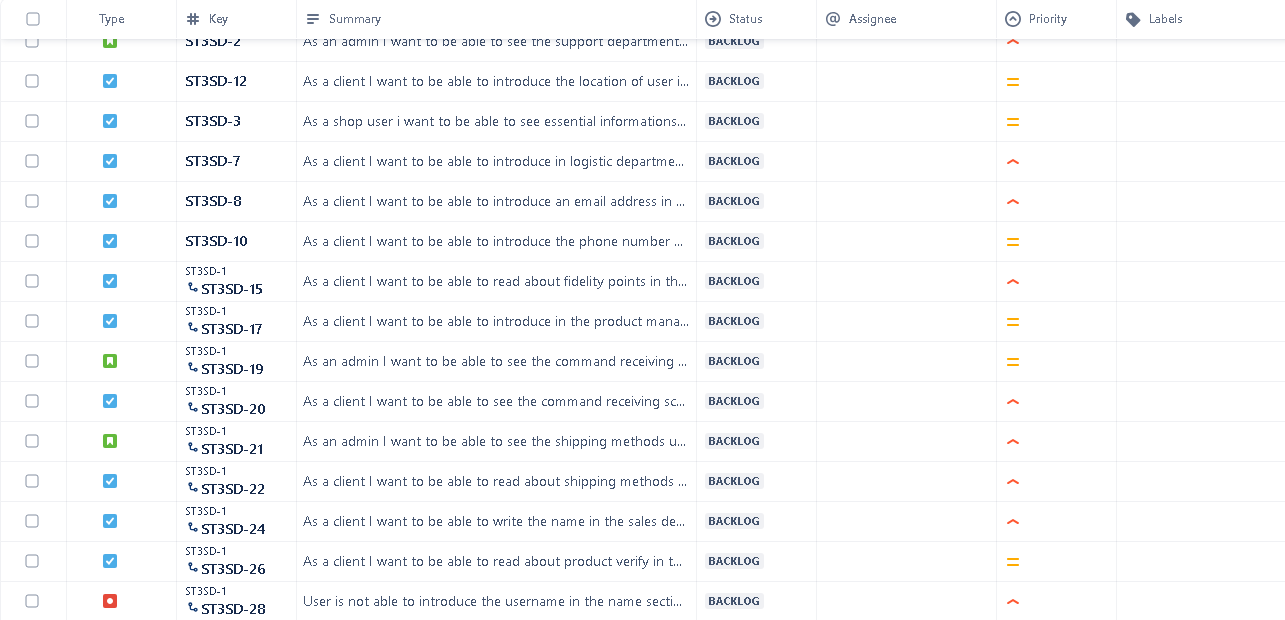 Type Key Summary Status Assignee Priority Labels
ST3SD-2 As an admin I want to be able to see the support department... BACKLOG
ST3SD-12 As a client I want to be able to introduce the location of user i... BACKLOG
ST3SD-3 As a shop user i want to be able to see essential informations... BACKLOG
ST3SD-7 As a client I want to be able to introduce in logistic departme... BACKLOG
ST3SD-8 As a client I want to be able to introduce an email address in ... BACKLOG
ST3SD-10 As a client I want to be able to introduce the phone number ... BACKLOG
ST3SD-1
ST3SD-15 As a client I want to be able to read about fidelity points in th... BACKLOG
ST3SD-1
ST3SD-17 As a client I want to be able to introduce in the product mana... BACKLOG
ST3SD-1
ST3SD-19 As an admin I want to be able to see the command receiving ... BACKLOG
ST3SD-1
ST3SD-20 As a client I want to be able to see the command receiving sc... BACKLOG
ST3SD-1
ST3SD-21 As an admin I want to be able to see the shipping methods u... BACKLOG
ST3SD-1
ST3SD-22 As a client I want to be able to read about shipping methods ... BACKLOG
ST3SD-1
ST3SD-24 As a client I want to be able to write the name in the sales de... BACKLOG
ST3SD-1
ST3SD-26 As a client I want to be able to read about product verify in t... BACKLOG
ST3SD-1
ST3SD-28 User is not able to introduce the username in the name secti... BACKLOG